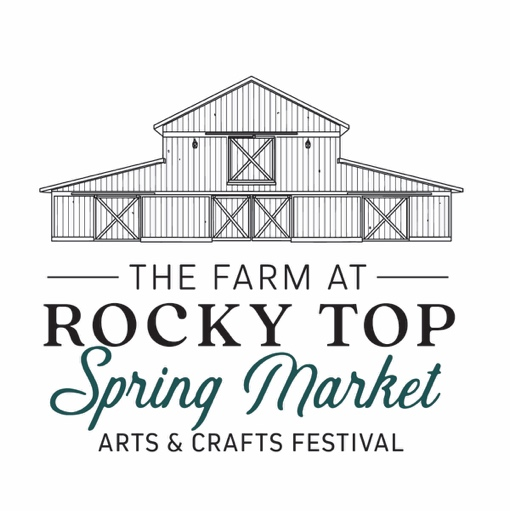 THE FARM AT
ROCKY TOP
Spring Market
ARTS & CRAFTS FESTIVAL